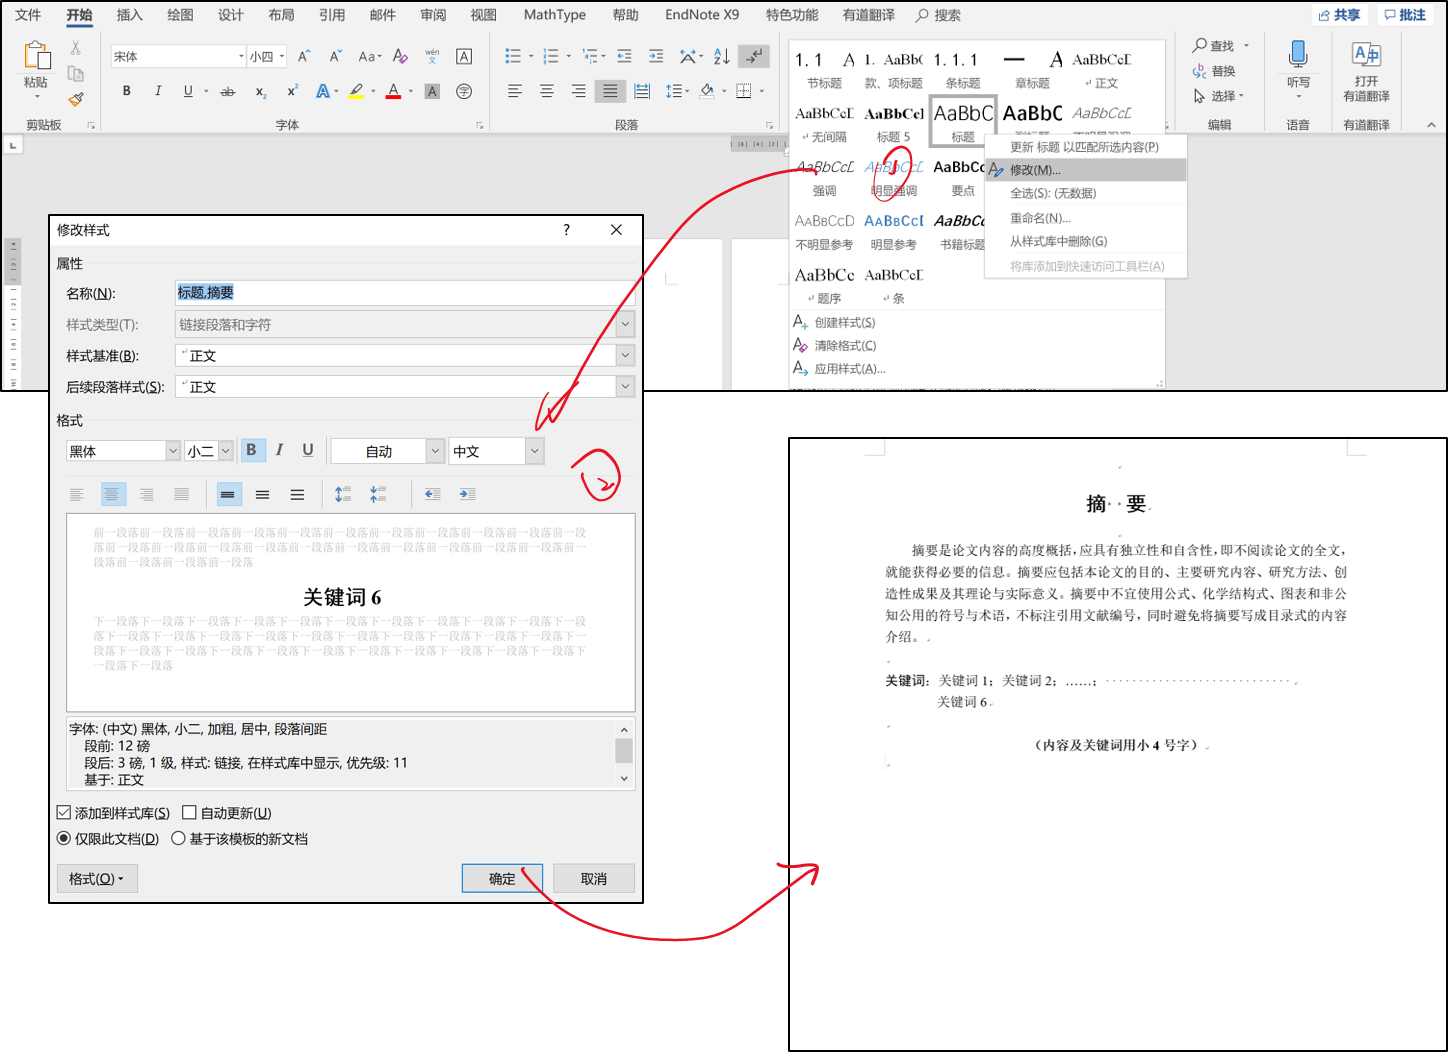 文件 开始 插入 绘图 设计 布局 引用 邮件 审阅 视图 MathType 帮助 EndNote X9 特色功能 有道翻译 搜索 共享 批注
粘贴
剪贴板
宋体 小四 A A Aa A wén 文 A
B I U ab x₂ x² A A A 字
字体
段落
1. 1 A
节标题
1. AaBbC
款、项标题
1. 1. 1
条标题
一 A
章标题
AaBbCcD
正文
AaBbCcD
无间隔
AaBbCcI
标题 5
AaBbC
标题
AaBbC
AaBbCcD
AaBbCcD
强调
AaBbCcD
明显强调
AaBbC
要点
AaBbCcD
不明显参考
AaBbCcI
明显参考
AaBbCc
书籍标题
AaBbCc
题序
AaBbCcD
条
创建样式(S)
清除格式(C)
应用样式(A)...
更新 标题 以匹配所选内容(P)
修改(M)...
全选(S): (无数据)
重命名(N)...
从样式库中删除(G)
将库添加到快速访问工具栏(A)
查找
替换
选择
编辑
听写
语音
打开
有道翻译
有道翻译
1
修改样式 ?
属性
名称(N): 标题,摘要
样式类型(T): 链接段落和字符
样式基准(B): 正文
后续段落样式(S): 正文
格式
黑体 小二 B I U 自动 中文
2
前一段落前一段落前一段落前一段落前一段落前一段落前一段落前一段落前一段落前一段落前一段
落前一段落前一段落前一段落前一段落前一段落前一段落前一段落前一段落前一段落前一段落前一
段落前一段落前一段落前一段落
关键词 6
下一段落下一段落下一段落下一段落下一段落下一段落下一段落下一段落下一段落下一段落下一段
落下一段落下一段落下一段落下一段落下一段落下一段落下一段落下一段落下一段落下一段落下一
段落下一段落下一段落下一段落下一段落下一段落下一段落下一段落下一段落下一段落下一段落下
一段落下一段落
字体: (中文) 黑体, 小二, 加粗, 居中, 段落间距
段前: 12 磅
段后: 3 磅, 1 级, 样式: 链接, 在样式库中显示, 优先级: 11
基于: 正文
添加到样式库(S) 自动更新(U)
仅限此文档(D) 基于该模板的新文档
格式(O) 确定 取消
摘 要
摘要是论文内容的高度概括，应具有独立性和自含性，即不阅读论文的全文，
就能获得必要的信息。摘要应包括本论文的目的、主要研究内容、研究方法、创
造性成果及其理论与实际意义。摘要中不宜使用公式、化学结构式、图表和非公
知公用的符号与术语，不标注引用文献编号，同时避免将摘要写成目录式的内容
介绍。
关键词：关键词 1；关键词 2；……；
关键词 6
（内容及关键词用小 4 号字）